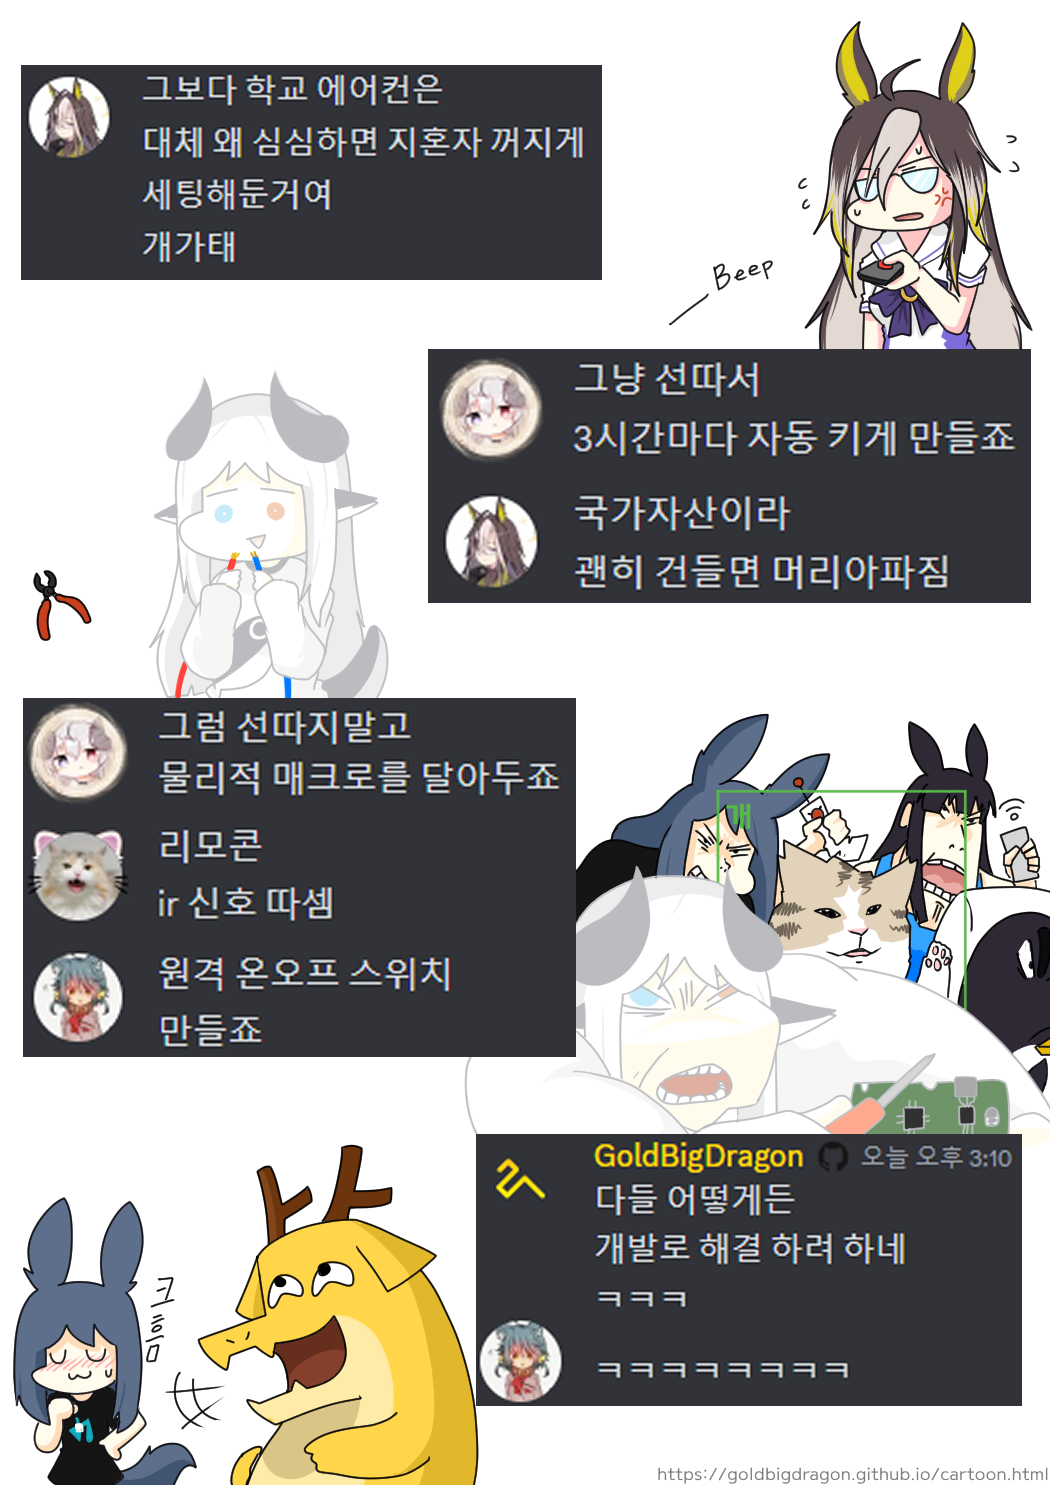 그보다 학교 에어컨은
대체 왜 심심하면 지혼자 꺼지게
세팅해둔거여
개가태
Beep
그냥 선따서
3시간마다 자동 키게 만들죠
국가자산이라
괜히 건들면 머리아파짐
그럼 선따지말고
물리적 매크로를 달아두죠
리모콘
ir 신호 따셈
원격 온오프 스위치
만들죠
개
GoldBigDragon 오늘 오후 3:10
다들 어떻게든
개발로 해결 하려 하네
ㅋㅋㅋ
ㅋㅋㅋㅋㅋㅋㅋㅋ
크흠
https://goldbigdragon.github.io/cartoon.html